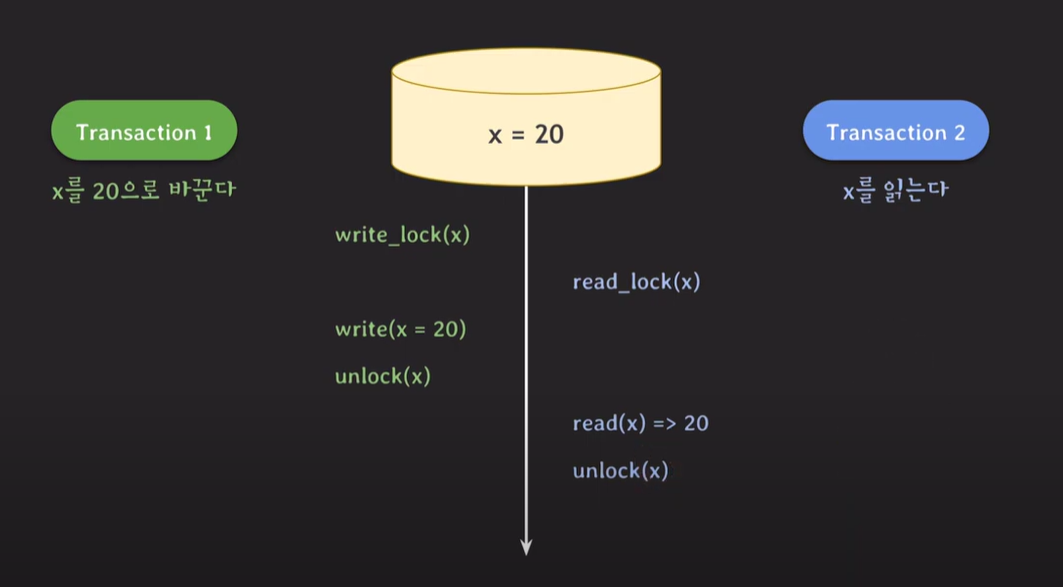 Transaction 1
x를 20으로 바꾼다
x = 20
Transaction 2
x를 읽는다
write_lock(x)
read_lock(x)
write(x = 20)
unlock(x)
read(x) => 20
unlock(x)